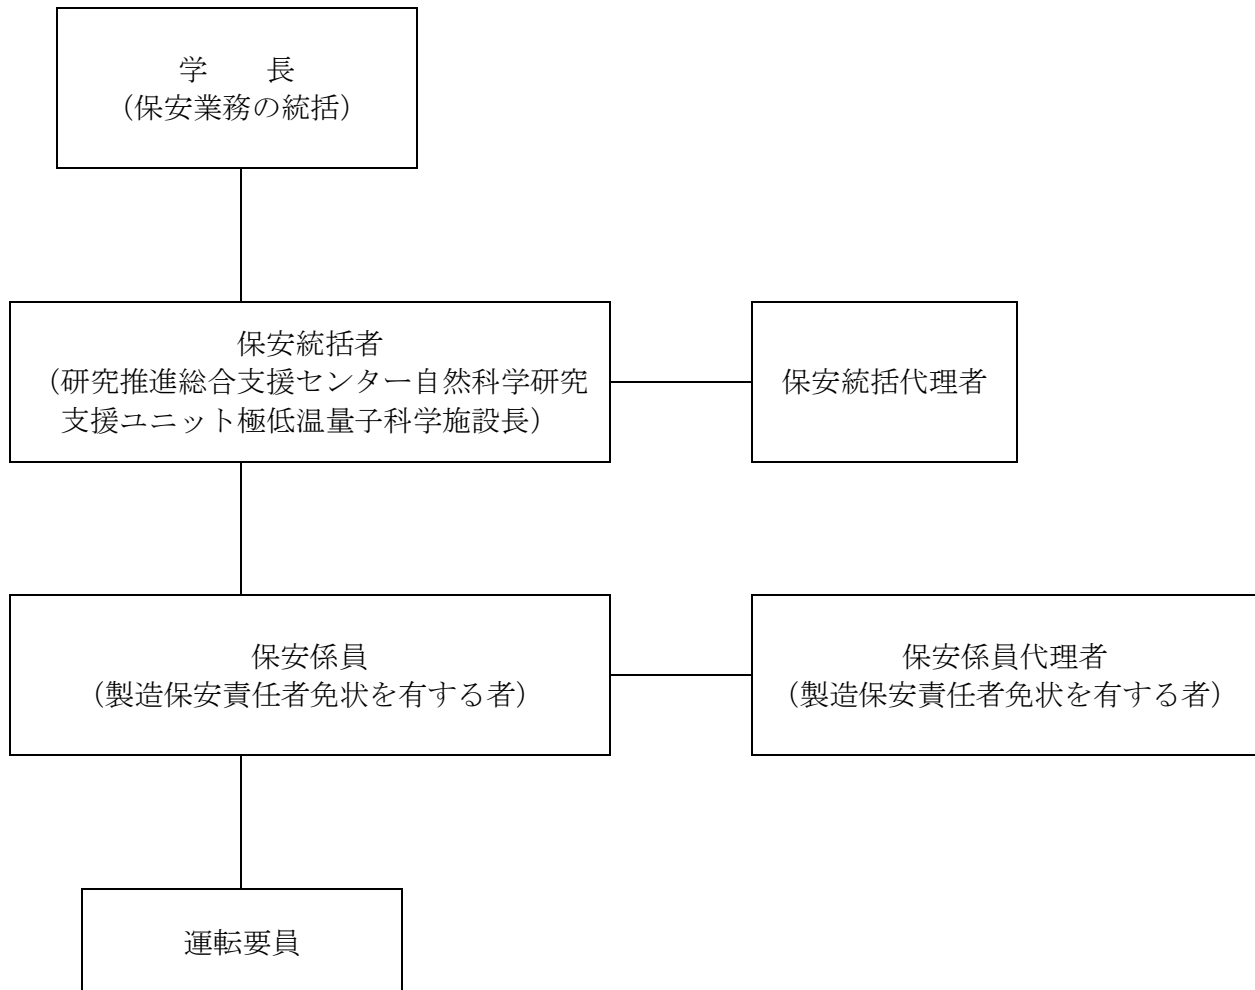 学　　長
（保安業務の統括）
保安統括者
（研究推進総合支援センター自然科学研究
支援ユニット極低温量子科学施設長）
保安統括代理者
保安係員
（製造保安責任者免状を有する者）
保安係員代理者
（製造保安責任者免状を有する者）
運転要員